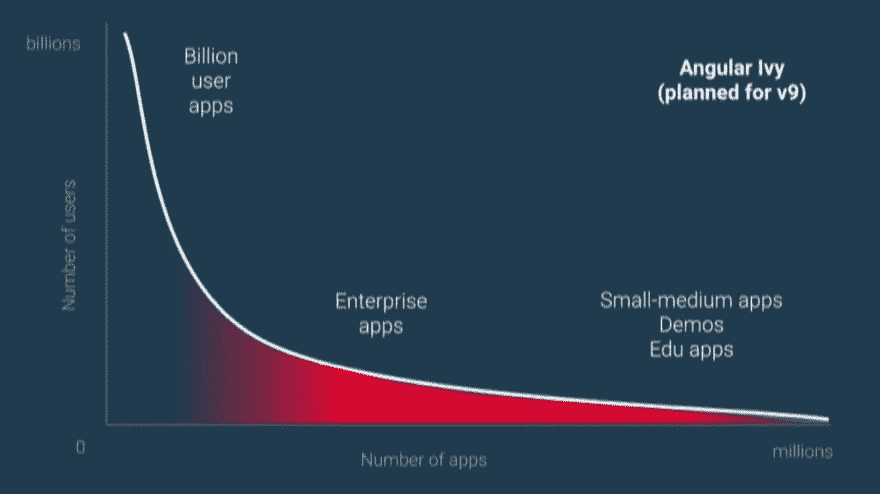 billions
Billion
user
apps
Angular Ivy
(planned for v9)
Number of users
Enterprise
apps
Small-medium apps
Demos
Edu apps
0
Number of apps
millions